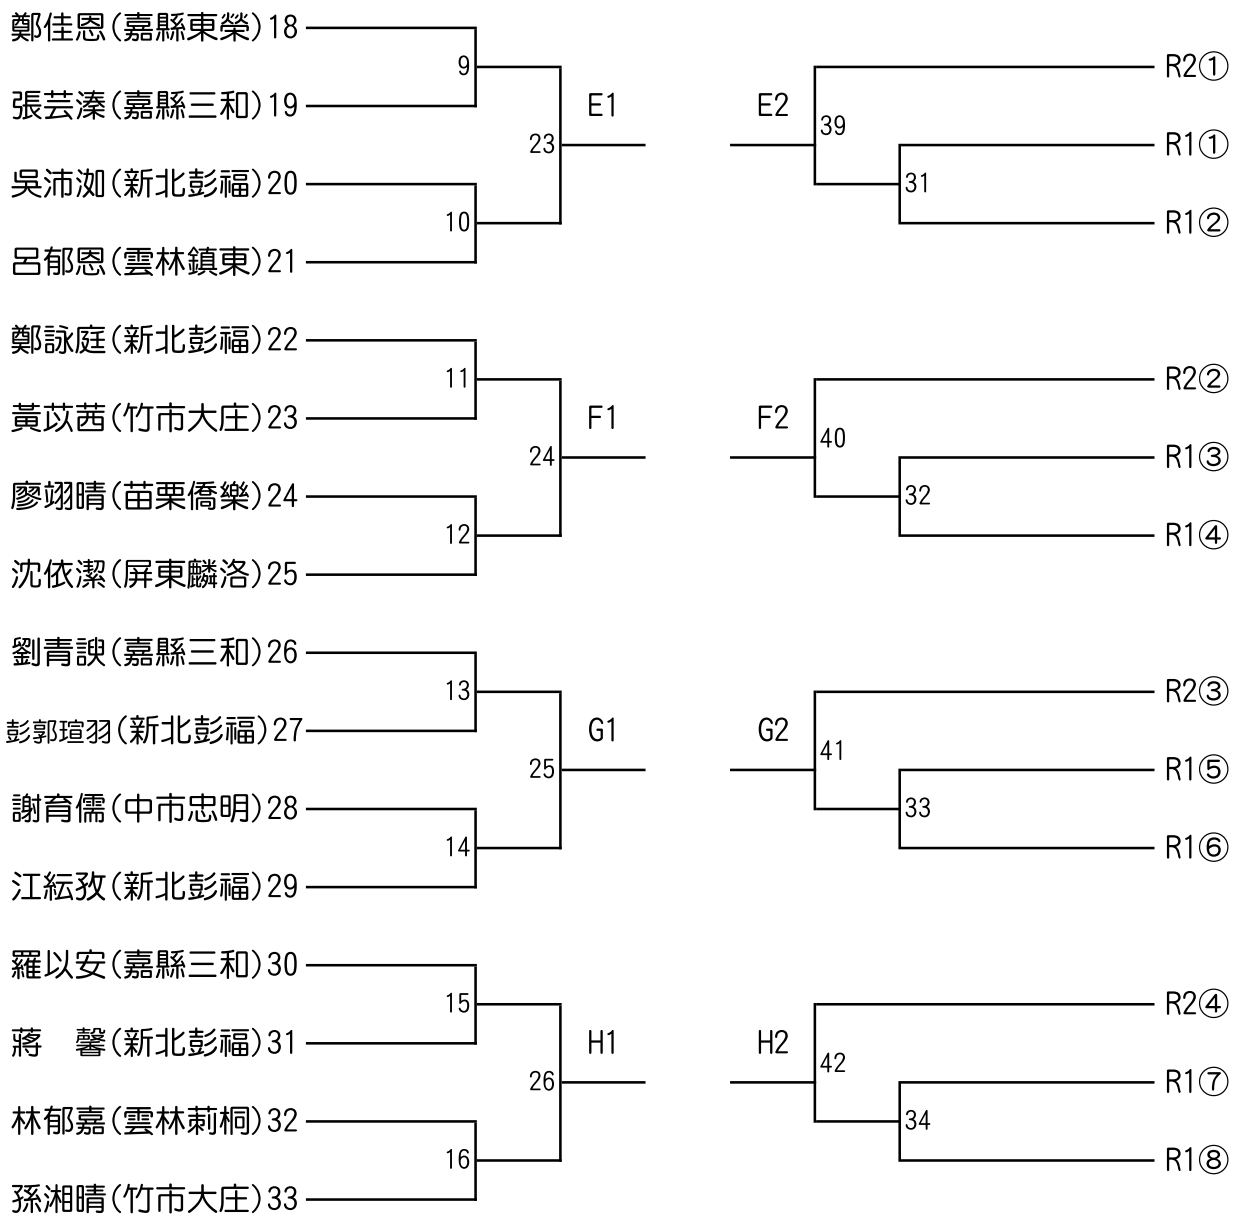 鄭佳恩(嘉縣東榮)18
9
R2①
張芸溱(嘉縣三和)19
E1
E2
39
23
R1①
吳沛洳(新北彭福)20
31
10
R1②
呂郁恩(雲林鎮東)21
鄭詠庭(新北彭福)22
11
R2②
黃苡茜(竹市大庄)23
F1
F2
40
24
R1③
廖翊晴(苗栗僑樂)24
32
12
R1④
沈依潔(屏東麟洛)25
劉青諛(嘉縣三和)26
13
R2③
彭郭瑄羽(新北彭福)27
G1
G2
41
25
R1⑤
謝育儒(中市忠明)28
33
14
R1⑥
江紜孜(新北彭福)29
羅以安(嘉縣三和)30
15
R2④
蔣　馨(新北彭福)31
H1
H2
42
26
R1⑦
林郁嘉(雲林莿桐)32
34
16
R1⑧
孫湘晴(竹市大庄)33